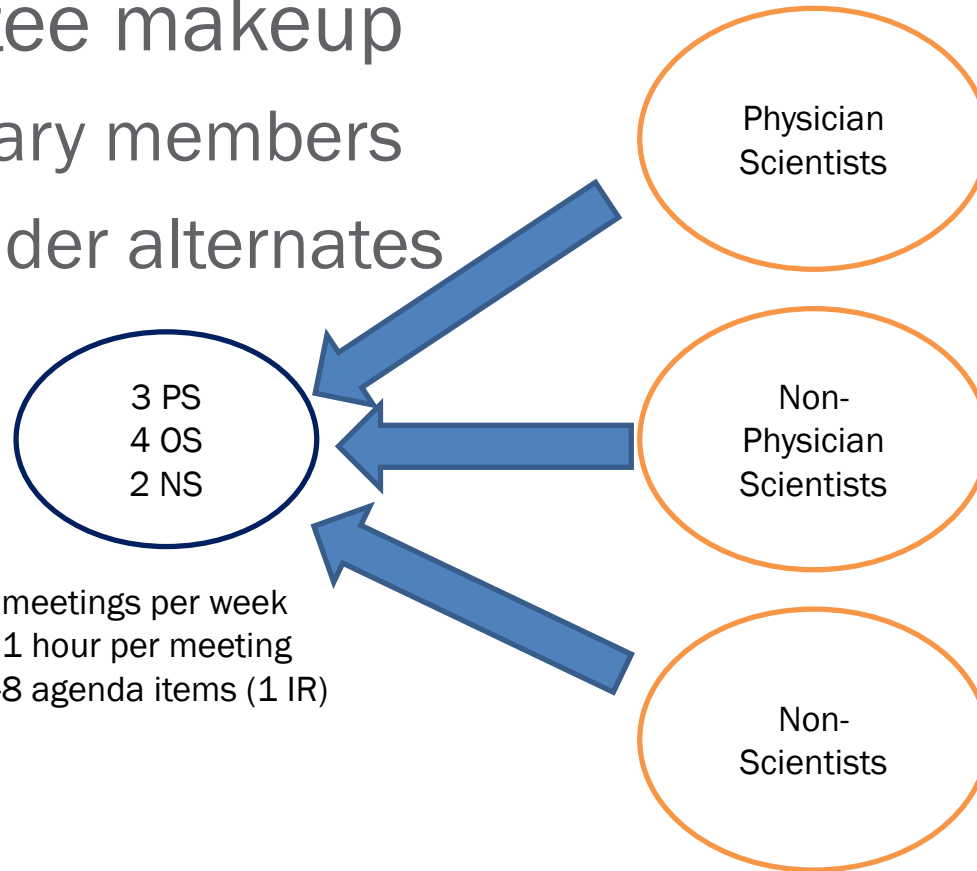 tee makeup
ary members
der alternates
Physician
Scientists
3 PS
4 OS
2 NS
Non-
Physician
Scientists
meetings per week
1 hour per meeting
8 agenda items (1 IR)
Non-
Scientists